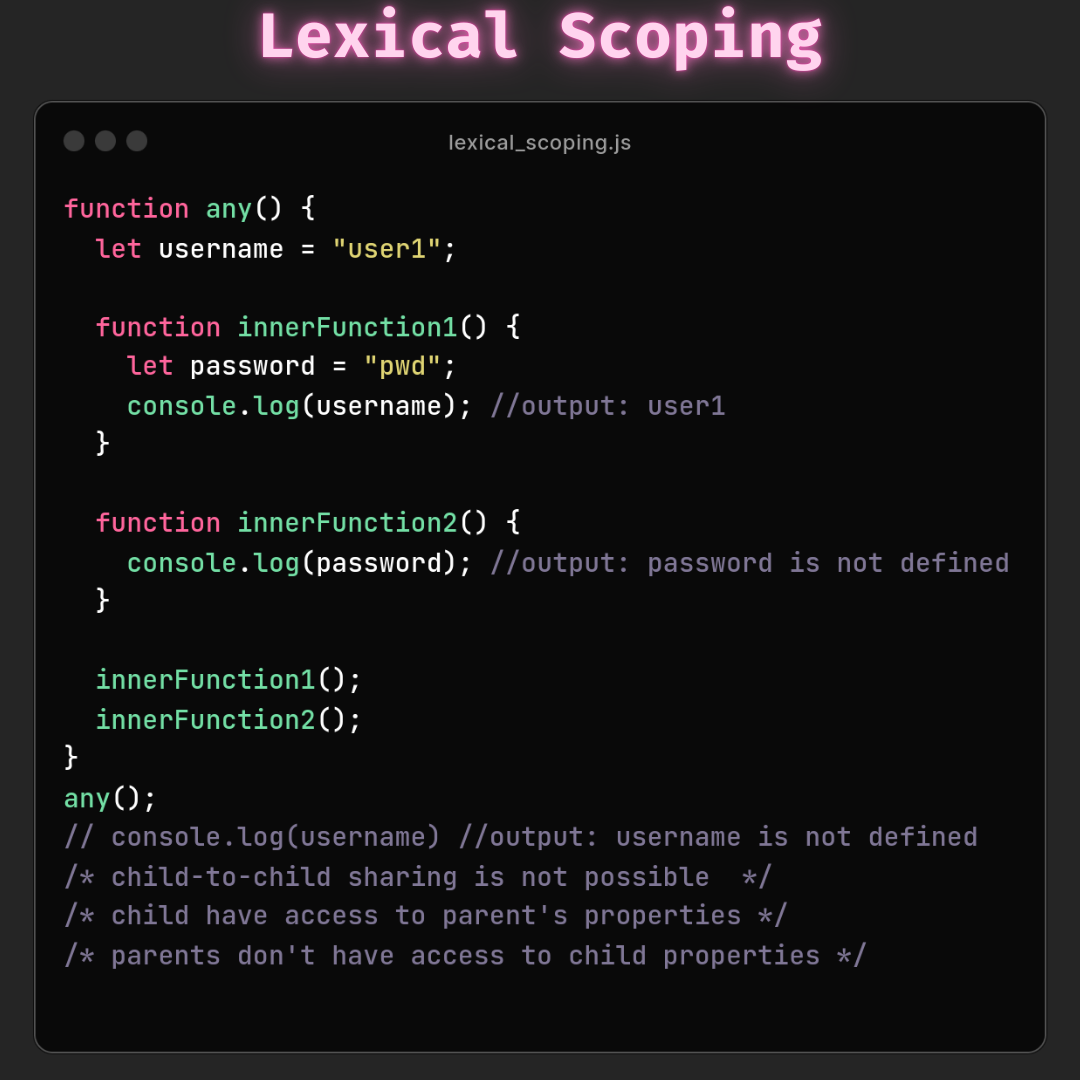 Lexical Scoping
lexical_scoping.js
function any() {
  let username = "user1";
  function innerFunction1() {
    let password = "pwd";
    console.log(username); //output: user1
  }
  function innerFunction2() {
    console.log(password); //output: password is not defined
  }
  innerFunction1();
  innerFunction2();
}
any();
// console.log(username) //output: username is not defined
/* child-to-child sharing is not possible  */
/* child have access to parent's properties */
/* parents don't have access to child properties */